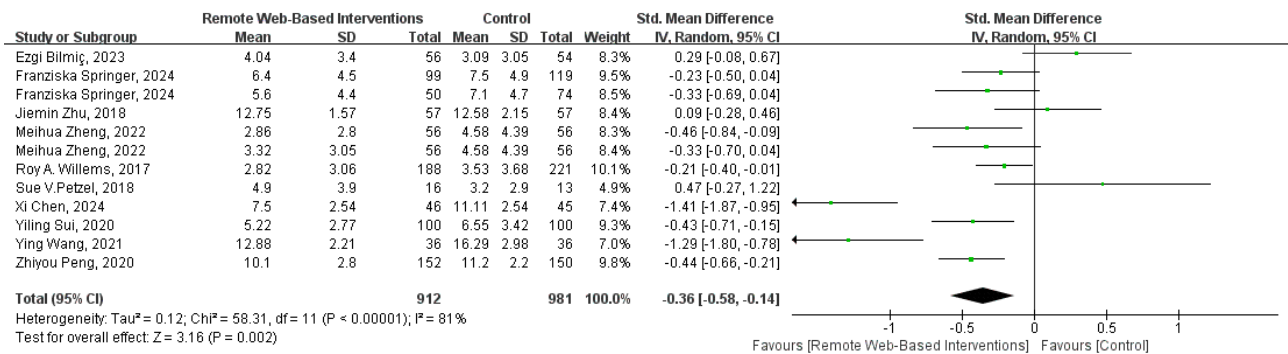 Remote Web-Based Interventions Control Std. Mean Difference Std. Mean Difference
Study or Subgroup Mean SD Total Mean SD Total Weight IV, Random, 95% CI IV, Random, 95% CI
Ezgi Bilmiç, 2023 4.04 3.4 56 3.09 3.05 54 8.3% 0.29 [-0.08, 0.67]
Franziska Springer, 2024 6.4 4.5 99 7.5 4.9 119 9.5% -0.23 [-0.50, 0.04]
Franziska Springer, 2024 5.6 4.4 50 7.1 4.7 74 8.5% -0.33 [-0.69, 0.04]
Jiemin Zhu, 2018 12.75 1.57 57 12.58 2.15 57 8.4% 0.09 [-0.28, 0.46]
Meihua Zheng, 2022 2.86 2.8 56 4.58 4.39 56 8.3% -0.46 [-0.84, -0.09]
Meihua Zheng, 2022 3.32 3.05 56 4.58 4.39 56 8.4% -0.33 [-0.70, 0.04]
Roy A. Willems, 2017 2.82 3.06 188 3.53 3.68 221 10.1% -0.21 [-0.40, -0.01]
Sue V.Petzel, 2018 4.9 3.9 16 3.2 2.9 13 4.9% 0.47 [-0.27, 1.22]
Xi Chen, 2024 7.5 2.54 46 11.11 2.54 45 7.4% -1.41 [-1.87, -0.95]
Yiling Sui, 2020 5.22 2.77 100 6.55 3.42 100 9.4% -0.43 [-0.71, -0.15]
Ying Wang, 2021 12.88 2.21 36 16.29 2.98 36 7.0% -1.29 [-1.80, -0.78]
Zhiyou Peng, 2020 10.1 2.8 152 11.2 2.2 150 9.8% -0.44 [-0.66, -0.21]
Total (95% CI) 912 981 100.0% -0.36 [-0.58, -0.14]
Heterogeneity: Tau² = 0.12; Chi² = 58.31, df = 11 (P < 0.00001); I² = 81%
Test for overall effect: Z = 3.16 (P = 0.002)
-1 -0.5 0 0.5 1
Favours [Remote Web-Based Interventions] Favours [Control]